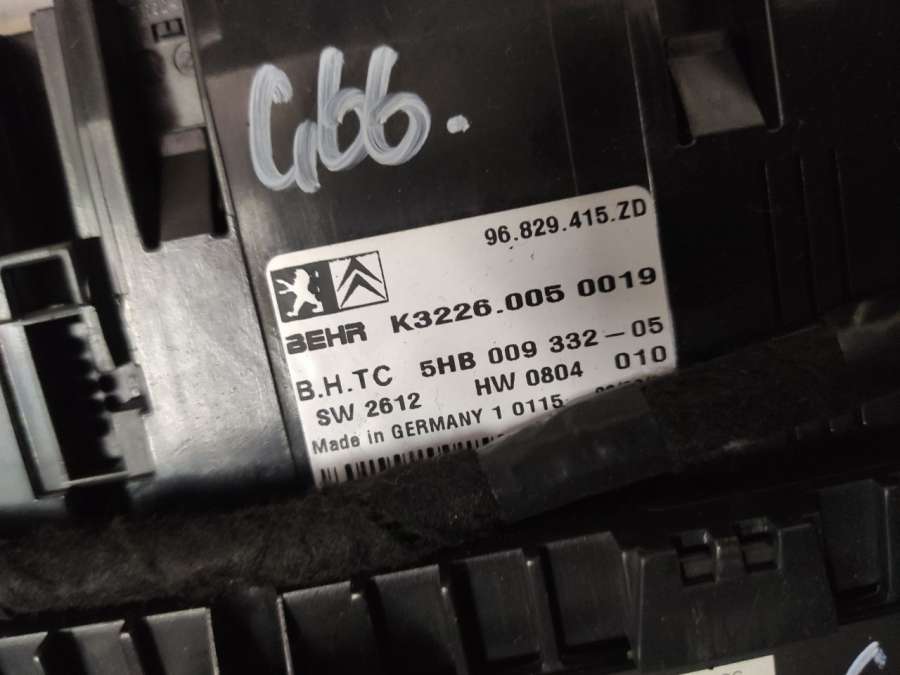 C66.
96.829.415.ZD
BEHR K3226.005 0019
B.H.TC 5HB 009 332-05
SW 2612 HW 0804 010
Made in GERMANY 1 0115